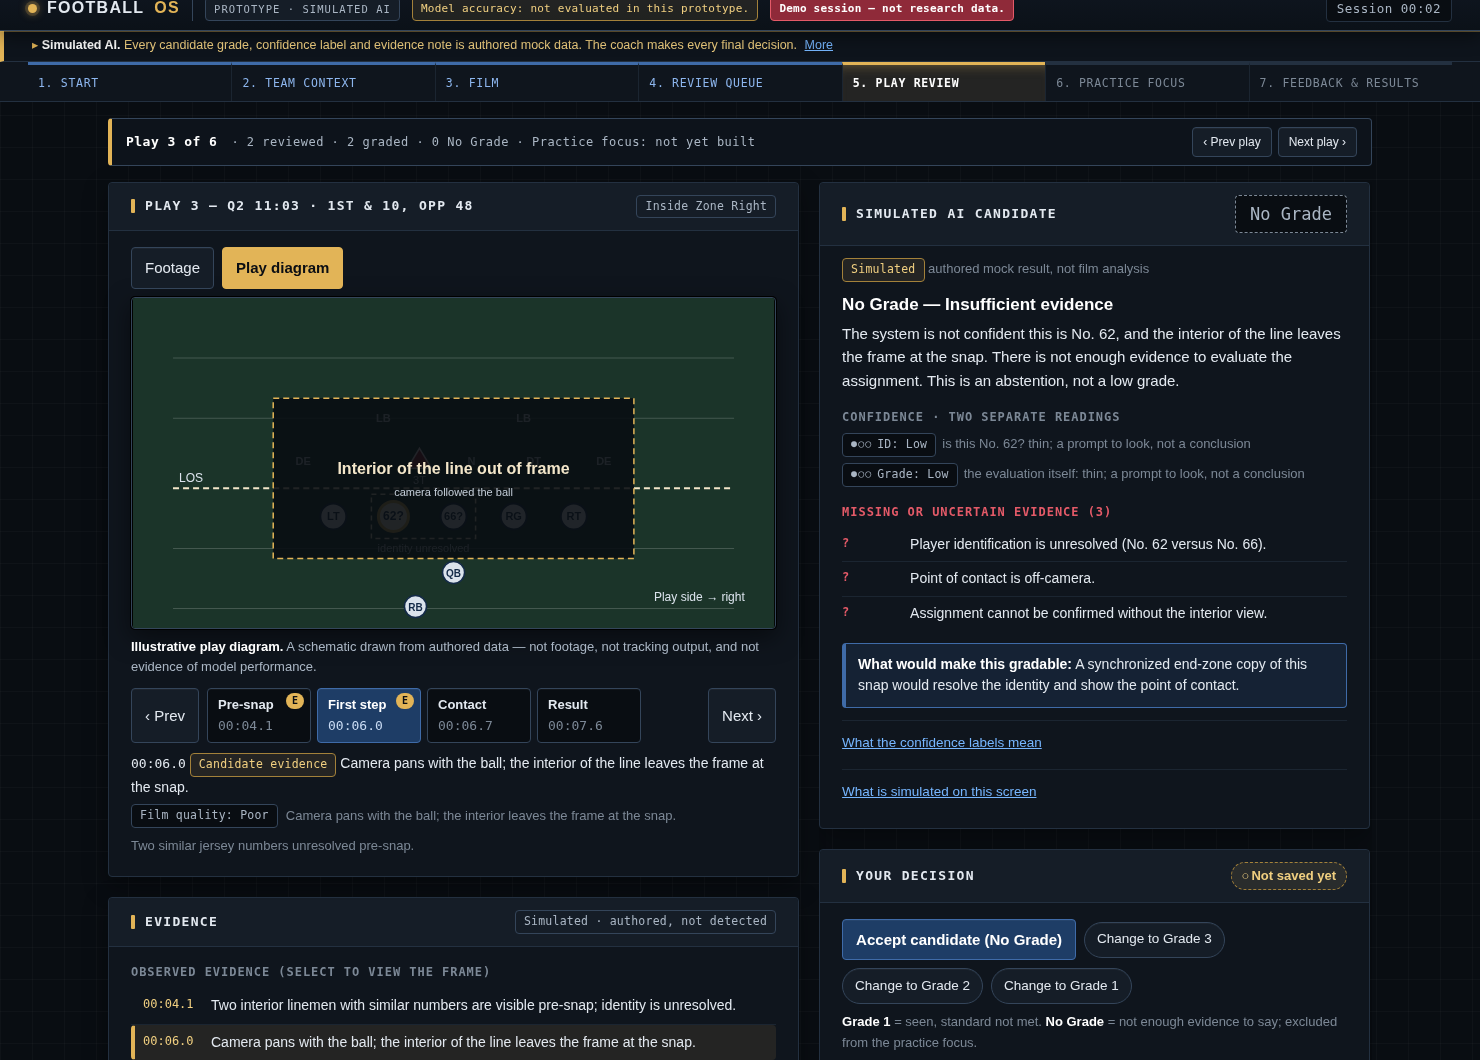 FOOTBALL OS
PROTOTYPE · SIMULATED AI
Model accuracy: not evaluated in this prototype.
Demo session — not research data.
Session 00:02
▸ Simulated AI. Every candidate grade, confidence label and evidence note is authored mock data. The coach makes every final decision. More
1. START
2. TEAM CONTEXT
3. FILM
4. REVIEW QUEUE
5. PLAY REVIEW
6. PRACTICE FOCUS
7. FEEDBACK & RESULTS
Play 3 of 6 · 2 reviewed · 2 graded · 0 No Grade · Practice focus: not yet built
‹ Prev play
Next play ›
PLAY 3 — Q2 11:03 · 1ST & 10, OPP 48
Inside Zone Right
Footage
Play diagram
LB
LB
DE
N
DT
DE
Interior of the line out of frame
LOS
camera followed the ball
LT
62?
66?
RG
RT
identity unresolved
QB
RB
Play side → right
Illustrative play diagram. A schematic drawn from authored data — not footage, not tracking output, and not
evidence of model performance.
‹ Prev
Pre-snap E
00:04.1
First step E
00:06.0
Contact
00:06.7
Result
00:07.6
Next ›
00:06.0 Candidate evidence Camera pans with the ball; the interior of the line leaves the frame at
the snap.
Film quality: Poor Camera pans with the ball; the interior leaves the frame at the snap.
Two similar jersey numbers unresolved pre-snap.
EVIDENCE
Simulated · authored, not detected
OBSERVED EVIDENCE (SELECT TO VIEW THE FRAME)
00:04.1 Two interior linemen with similar numbers are visible pre-snap; identity is unresolved.
00:06.0 Camera pans with the ball; the interior of the line leaves the frame at the snap.
SIMULATED AI CANDIDATE
No Grade
Simulated authored mock result, not film analysis
No Grade — Insufficient evidence
The system is not confident this is No. 62, and the interior of the line leaves
the frame at the snap. There is not enough evidence to evaluate the
assignment. This is an abstention, not a low grade.
CONFIDENCE · TWO SEPARATE READINGS
●○○ ID: Low is this No. 62? thin; a prompt to look, not a conclusion
●○○ Grade: Low the evaluation itself: thin; a prompt to look, not a conclusion
MISSING OR UNCERTAIN EVIDENCE (3)
? Player identification is unresolved (No. 62 versus No. 66).
? Point of contact is off-camera.
? Assignment cannot be confirmed without the interior view.
What would make this gradable: A synchronized end-zone copy of this
snap would resolve the identity and show the point of contact.
What the confidence labels mean
What is simulated on this screen
YOUR DECISION
○ Not saved yet
Accept candidate (No Grade)
Change to Grade 3
Change to Grade 2
Change to Grade 1
Grade 1 = seen, standard not met. No Grade = not enough evidence to say; excluded
from the practice focus.